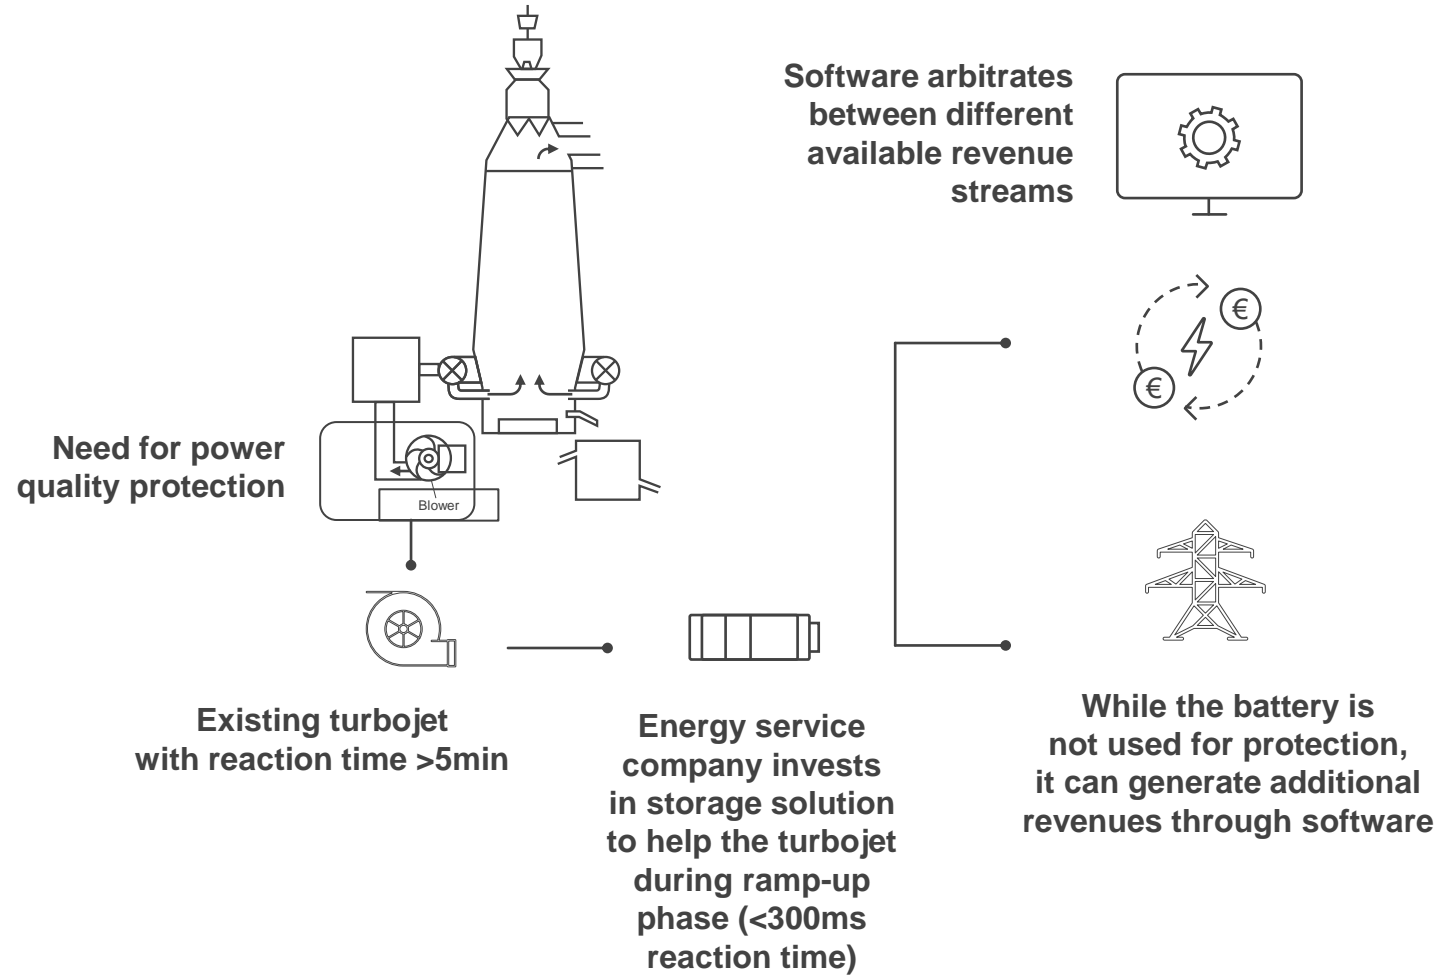 Software arbitrates
between different
available revenue
streams
€
€
Need for power
quality protection
Blower
Existing turbojet
with reaction time >5min
Energy service
company invests
in storage solution
to help the turbojet
during ramp-up
phase (<300ms
reaction time)
While the battery is
not used for protection,
it can generate additional
revenues through software